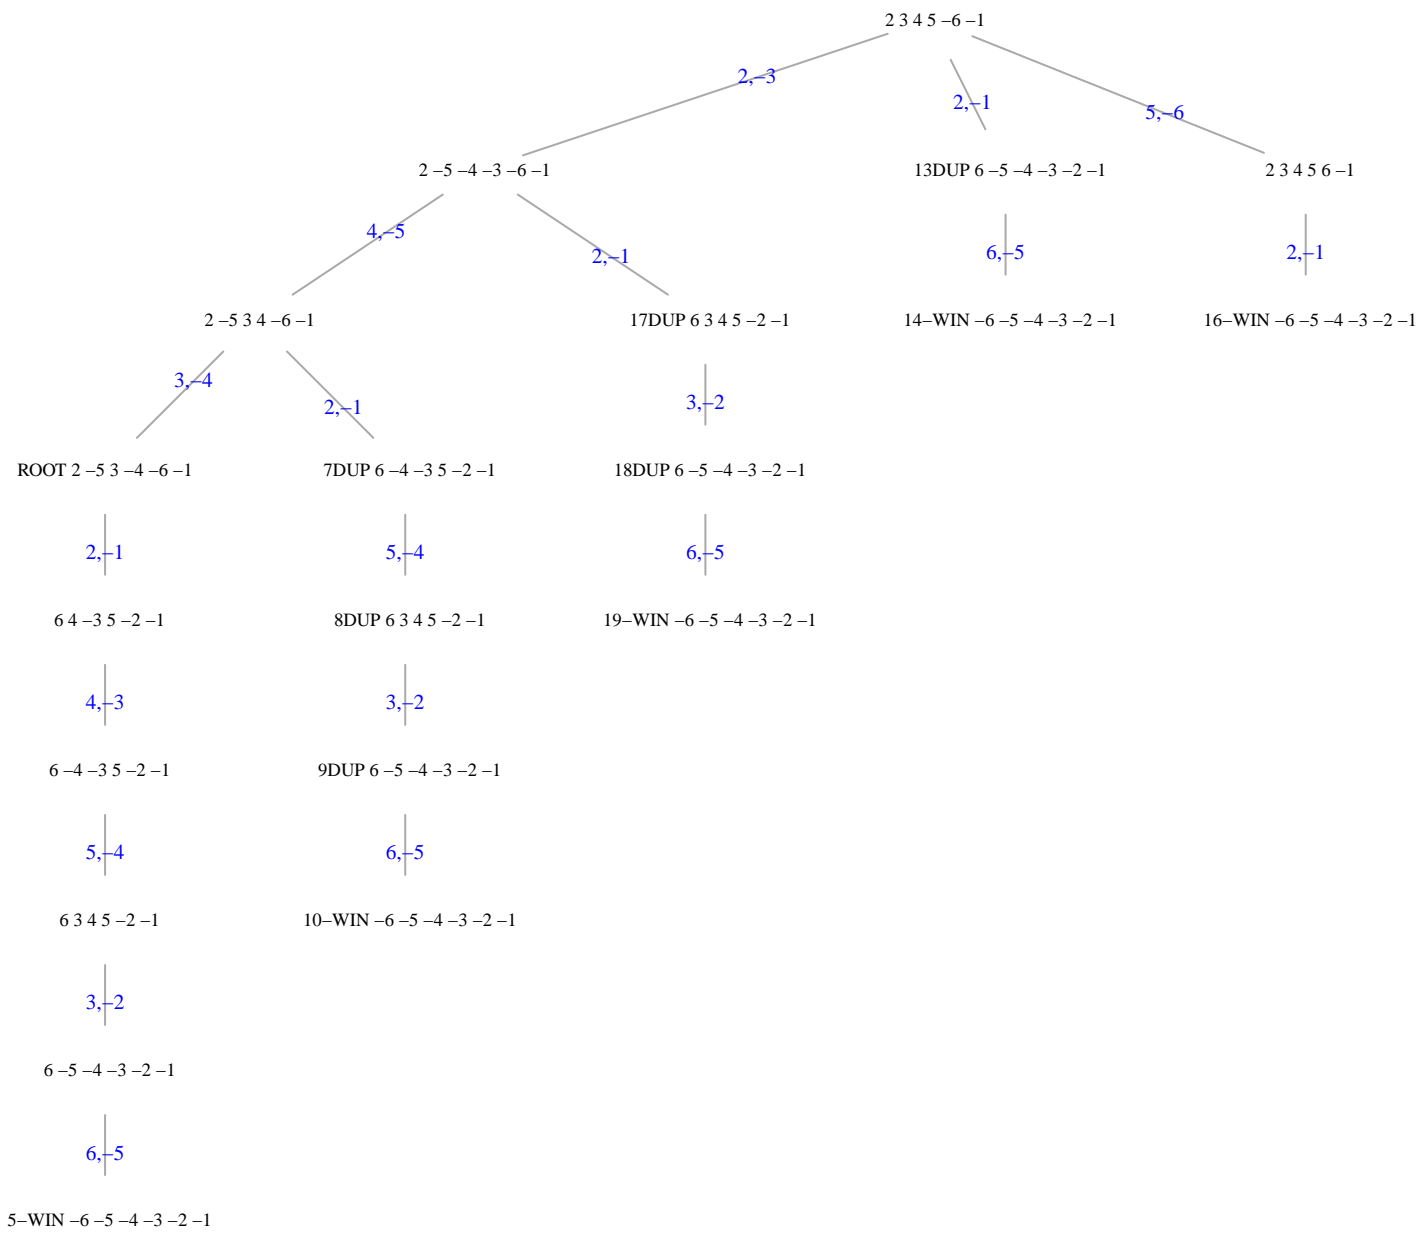 2 3 4 5 –6 –1
2,–3
2,–1
5,–6
2 –5 –4 –3 –6 –1
13DUP 6 –5 –4 –3 –2 –1
2 3 4 5 6 –1
4,–5
2,–1
6,–5
2,–1
2 –5 3 4 –6 –1
17DUP 6 3 4 5 –2 –1
14–WIN –6 –5 –4 –3 –2 –1
16–WIN –6 –5 –4 –3 –2 –1
3,–4
2,–1
3,–2
ROOT 2 –5 3 –4 –6 –1
7DUP 6 –4 –3 5 –2 –1
18DUP 6 –5 –4 –3 –2 –1
2,–1
5,–4
6,–5
6 4 –3 5 –2 –1
8DUP 6 3 4 5 –2 –1
19–WIN –6 –5 –4 –3 –2 –1
4,–3
3,–2
6 –4 –3 5 –2 –1
9DUP 6 –5 –4 –3 –2 –1
5,–4
6,–5
6 3 4 5 –2 –1
10–WIN –6 –5 –4 –3 –2 –1
3,–2
6 –5 –4 –3 –2 –1
6,–5
5–WIN –6 –5 –4 –3 –2 –1